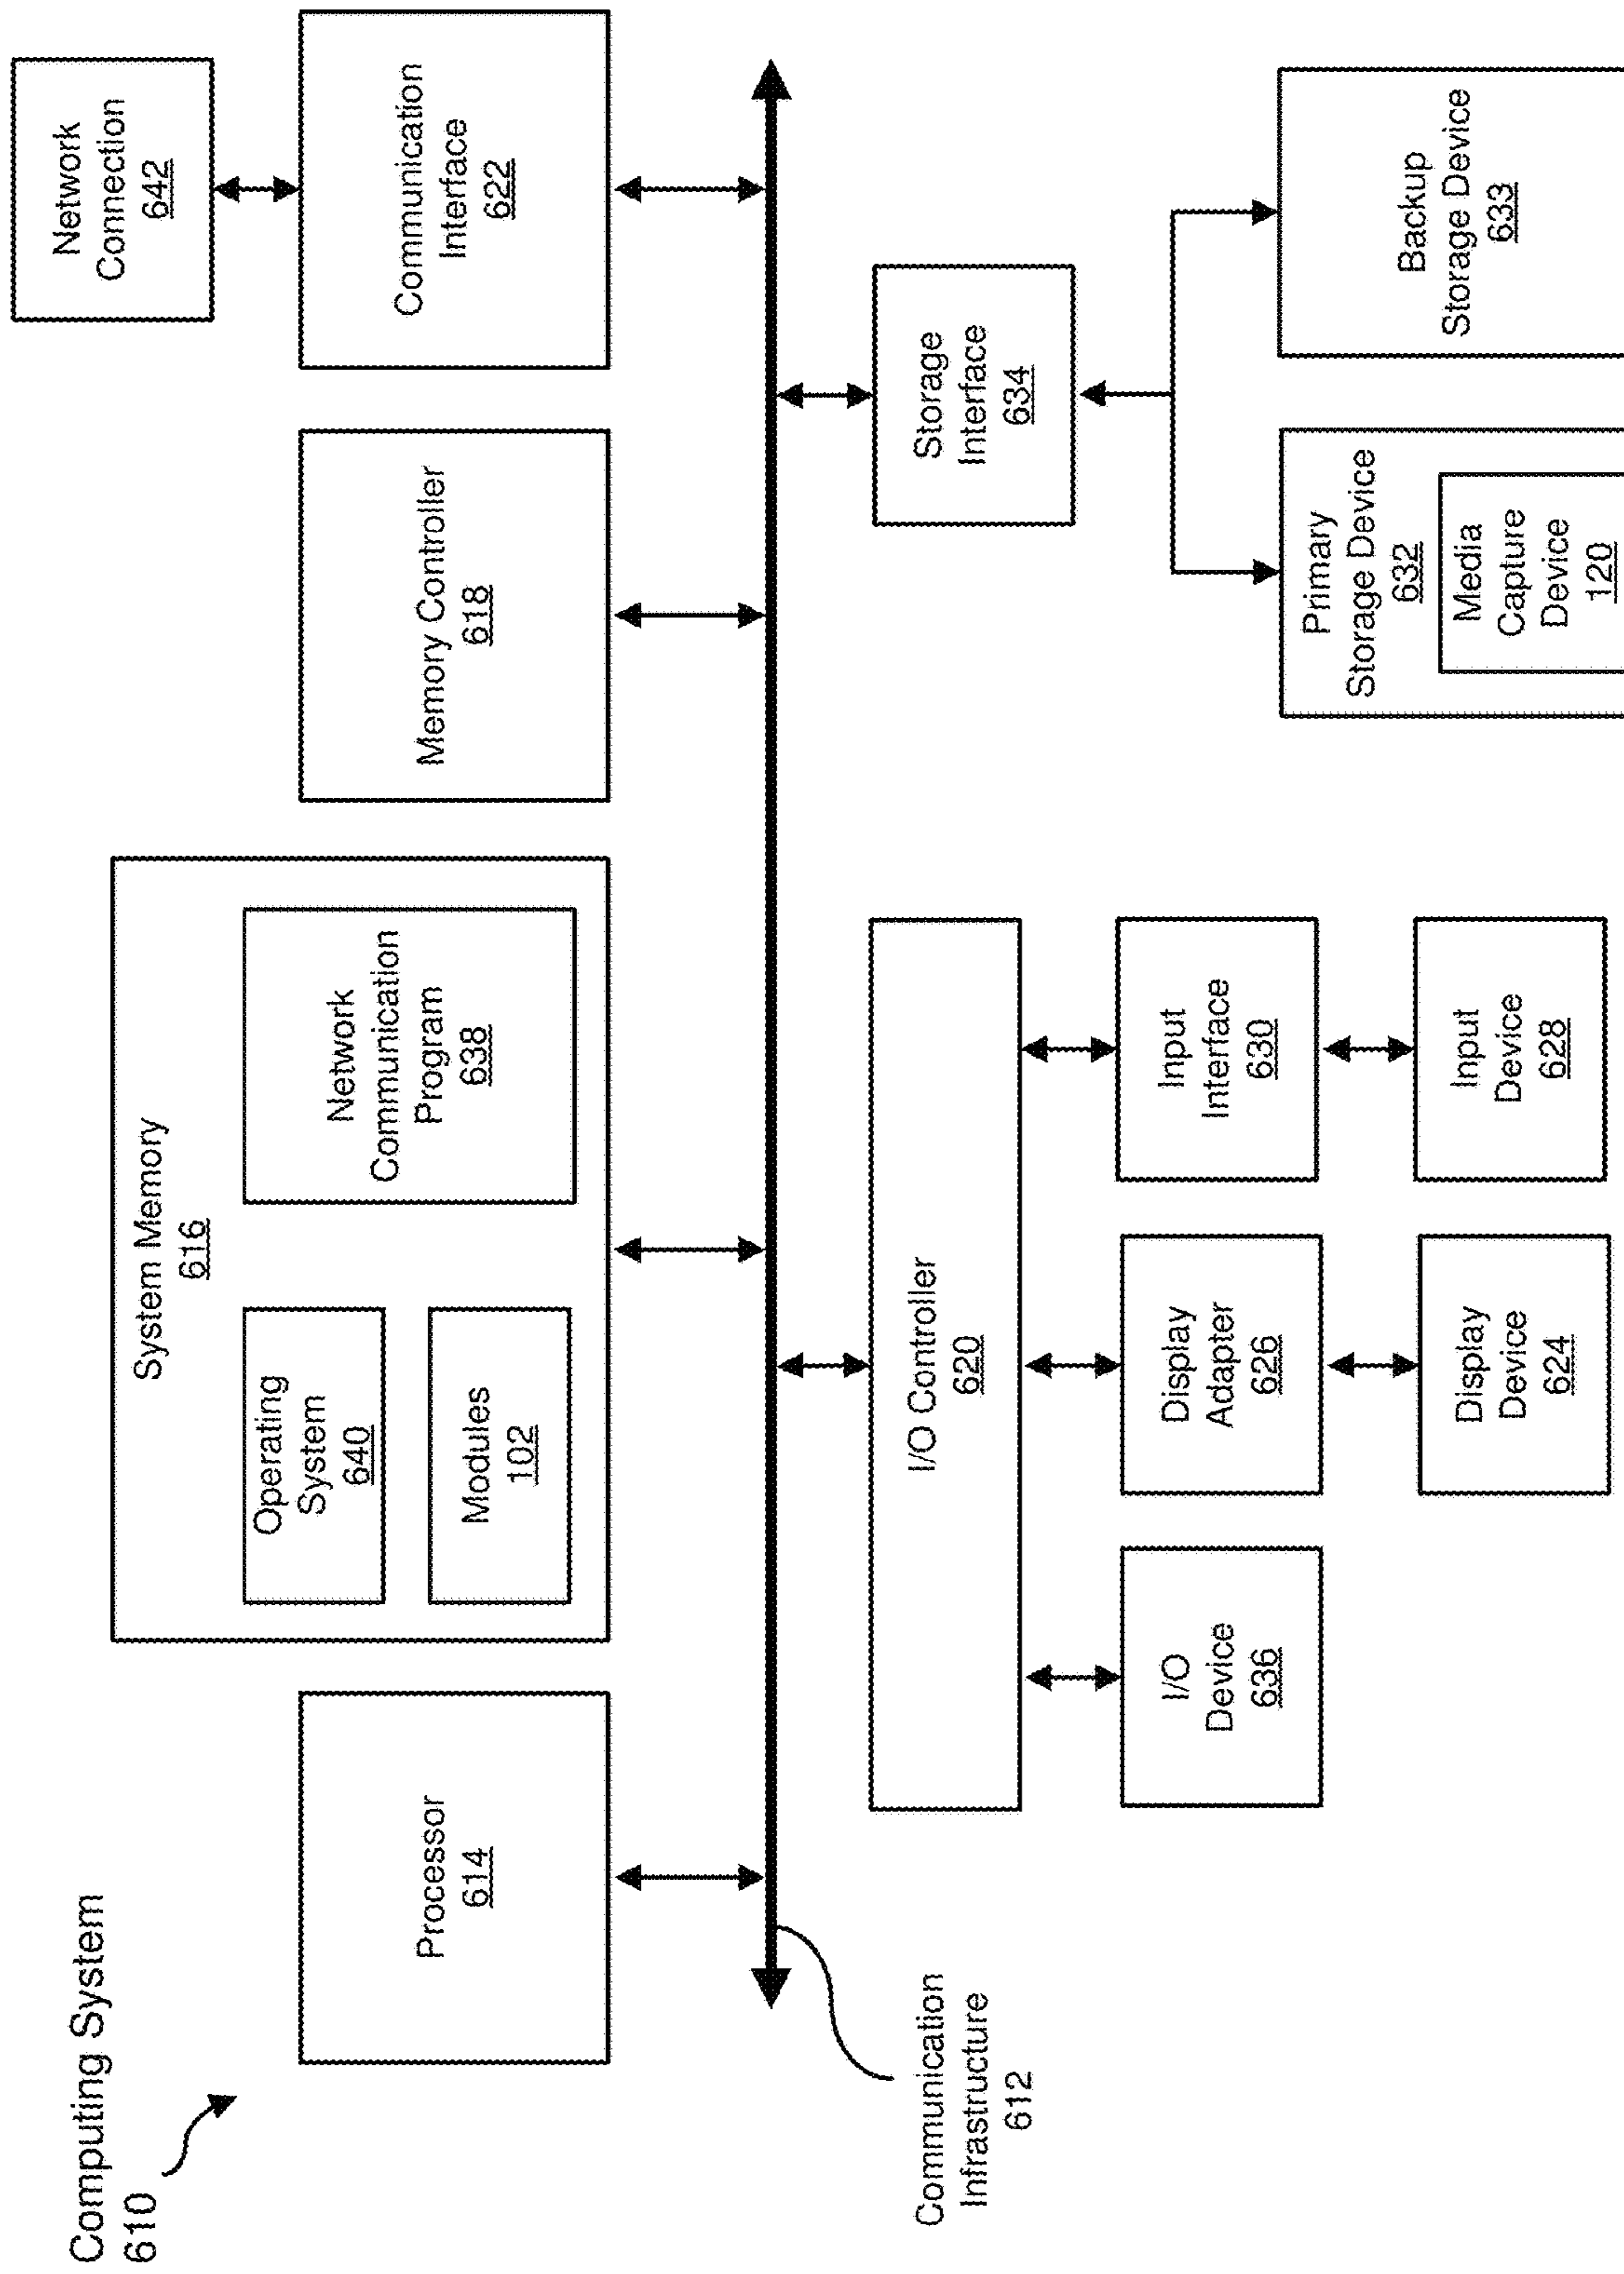 Computing System
610
Processor
614
System Memory
616
Operating
System
640
Modules
102
Network
Communication
Program
638
Memory Controller
618
Communication
Interface
622
Network
Connection
642
Communication
Infrastructure
612
I/O Controller
620
I/O
Device
636
Display
Adapter
626
Input
Interface
630
Display
Device
624
Input
Device
628
Storage
Interface
634
Primary
Storage Device
632
Media
Capture
Device
120
Backup
Storage Device
633